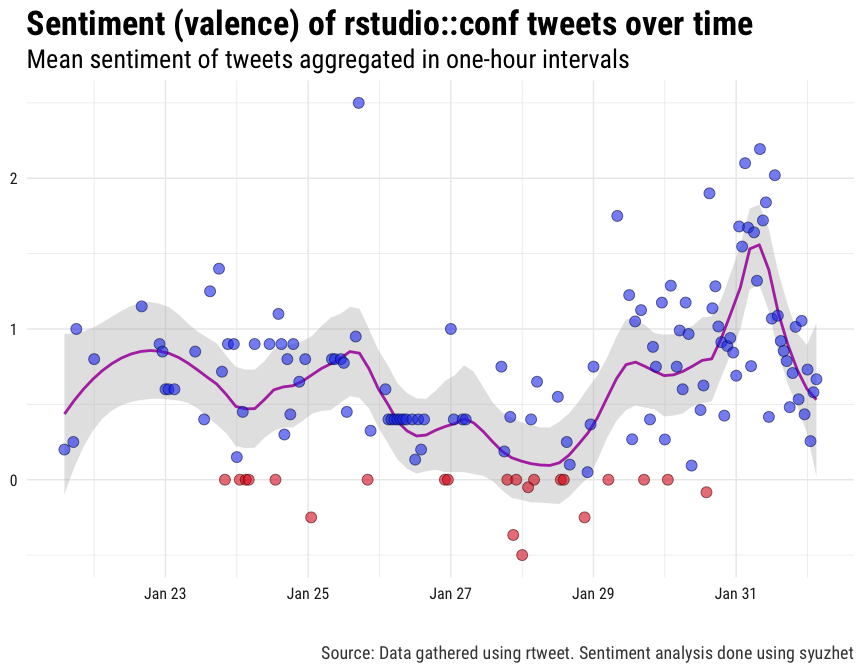 Sentiment (valence) of rstudio::conf tweets over time
Mean sentiment of tweets aggregated in one-hour intervals
2
1
0
Jan 23 Jan 25 Jan 27 Jan 29 Jan 31
Source: Data gathered using rtweet. Sentiment analysis done using syuzhet